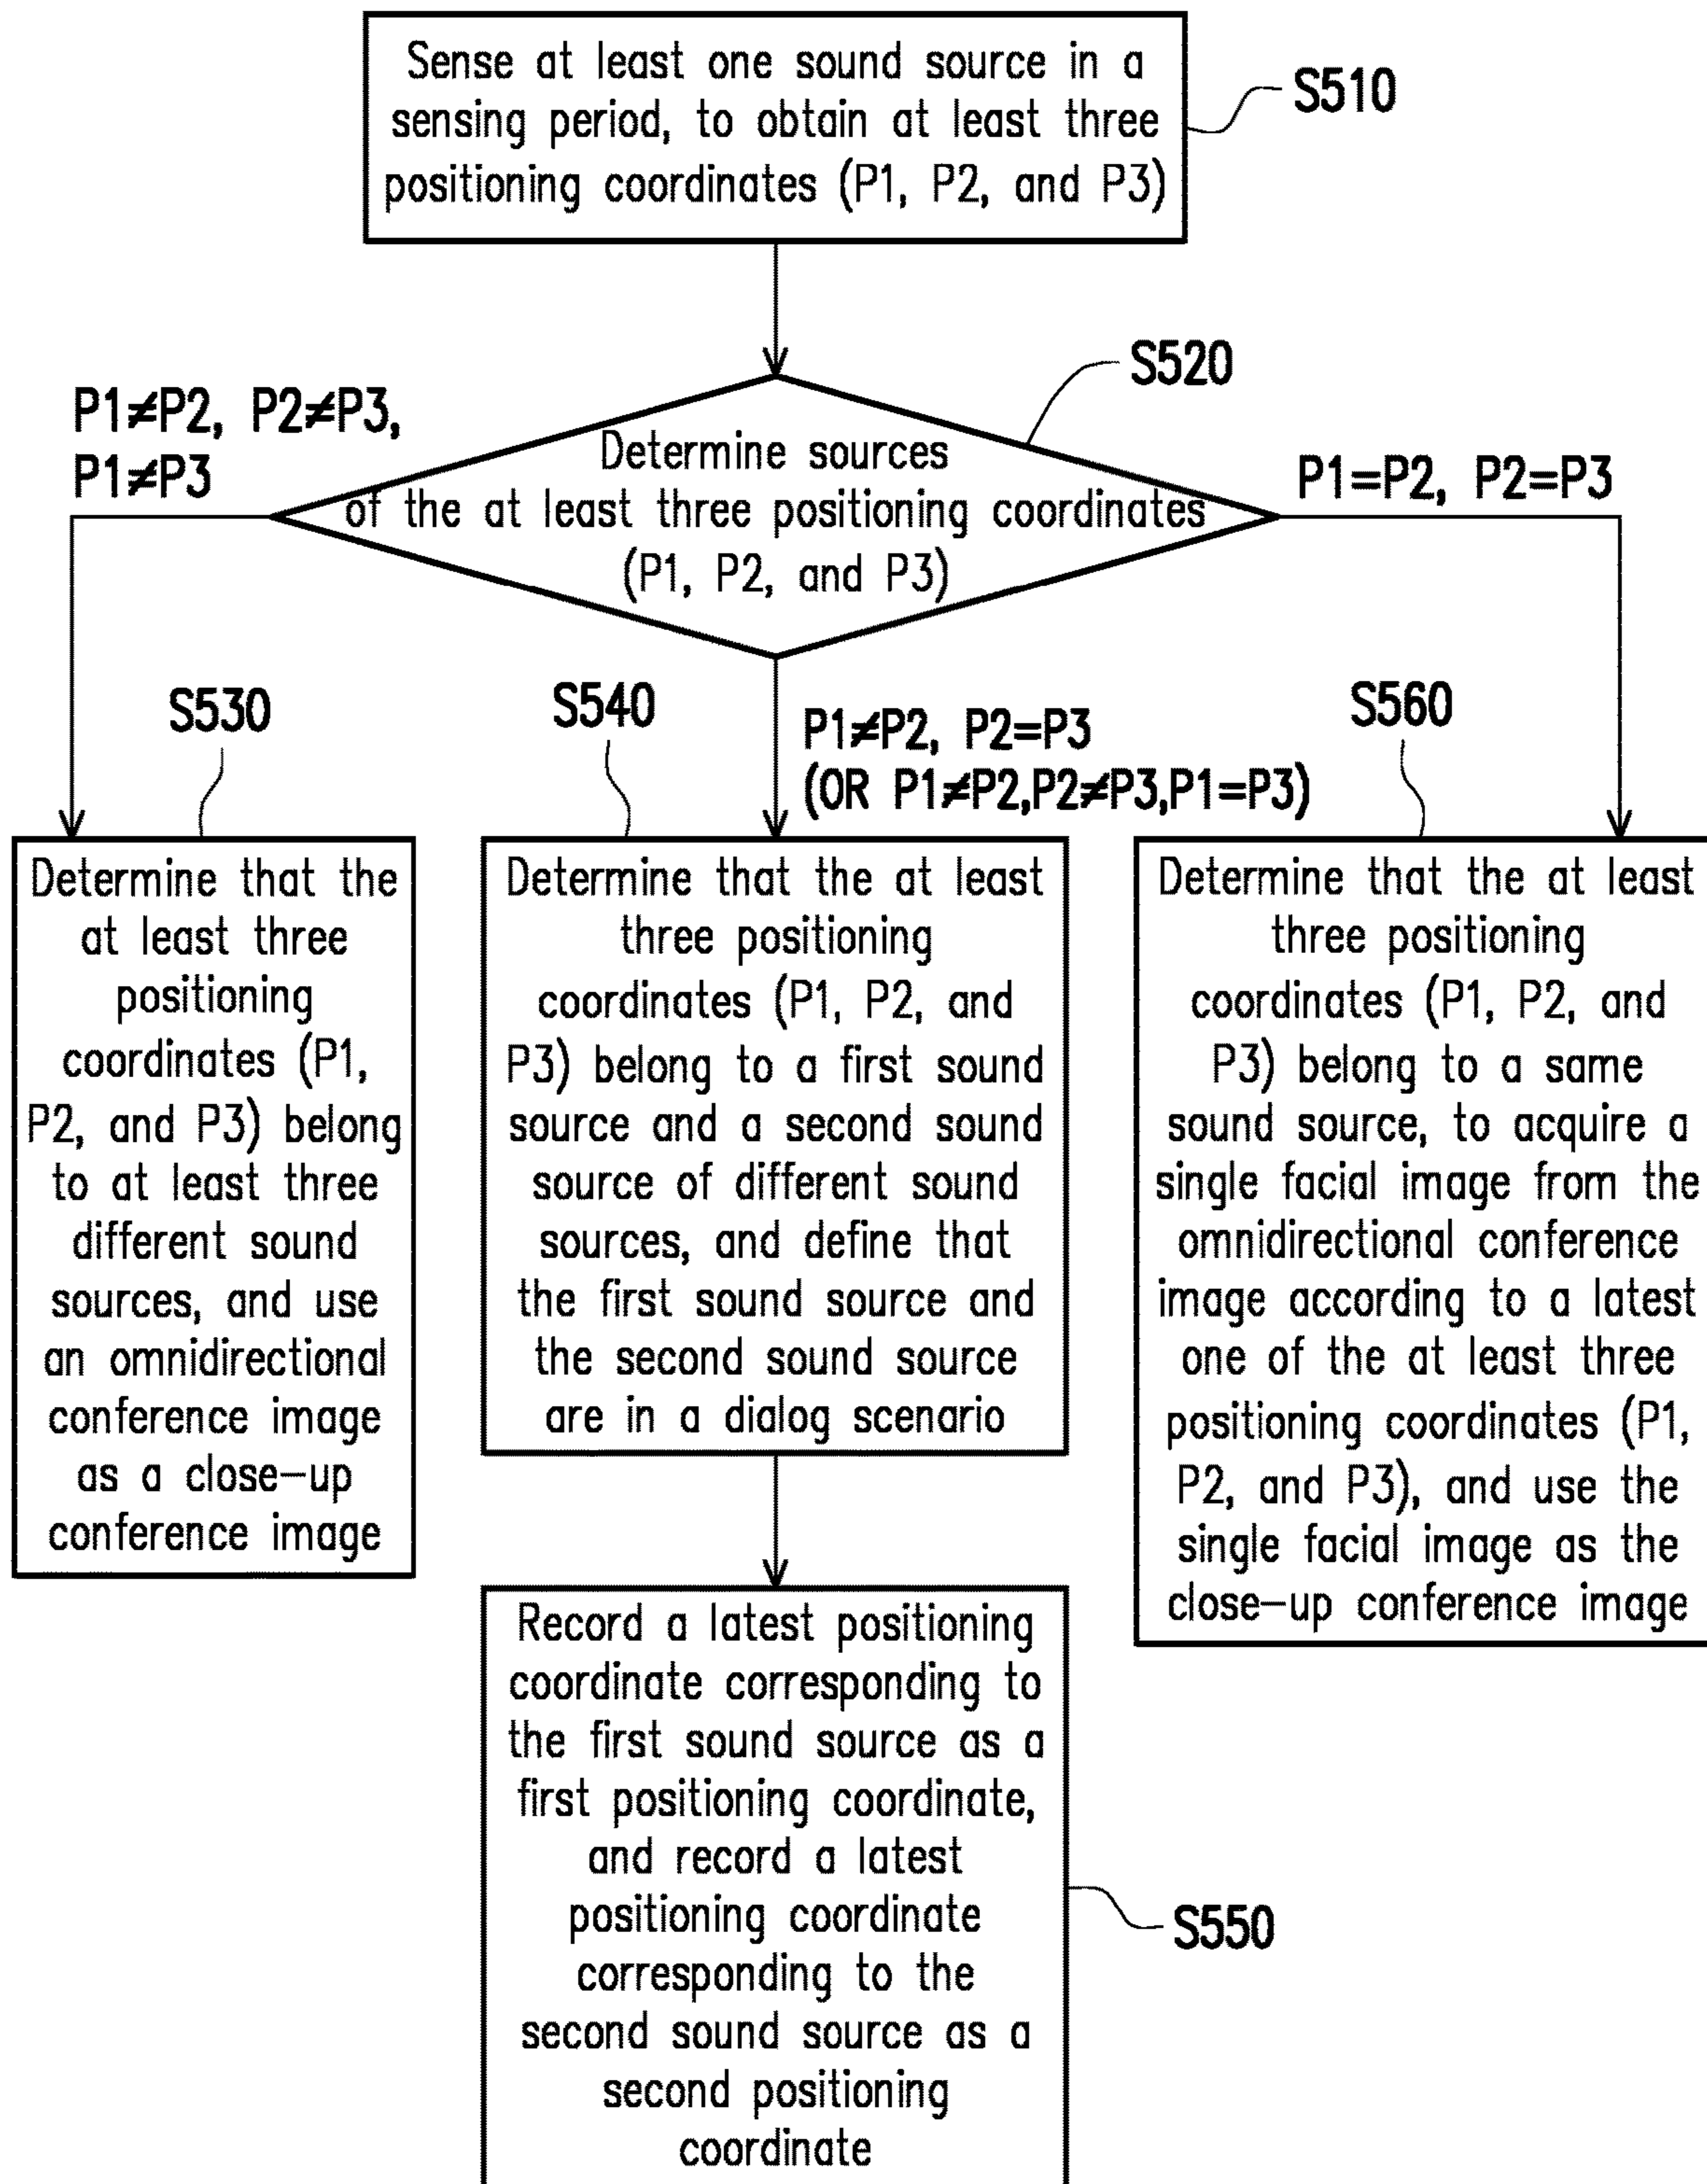 Sense at least one sound source in a
sensing period, to obtain at least three
positioning coordinates (P1, P2, and P3)
S510
S520
P1≠P2, P2≠P3,
P1≠P3
Determine sources
of the at least three positioning coordinates
(P1, P2, and P3)
P1=P2, P2=P3
S530
S540
P1≠P2, P2=P3
(OR P1≠P2,P2≠P3,P1=P3)
S560
Determine that the
at least three
positioning
coordinates (P1,
P2, and P3) belong
to at least three
different sound
sources, and use
an omnidirectional
conference image
as a close-up
conference image
Determine that the at least
three positioning
coordinates (P1, P2, and
P3) belong to a first sound
source and a second sound
source of different sound
sources, and define that
the first sound source and
the second sound source
are in a dialog scenario
Determine that the at least
three positioning
coordinates (P1, P2, and
P3) belong to a same
sound source, to acquire a
single facial image from the
omnidirectional conference
image according to a latest
one of the at least three
positioning coordinates (P1,
P2, and P3), and use the
single facial image as the
close-up conference image
Record a latest positioning
coordinate corresponding to
the first sound source as a
first positioning coordinate,
and record a latest
positioning coordinate
corresponding to the
second sound source as a
second positioning
coordinate
S550